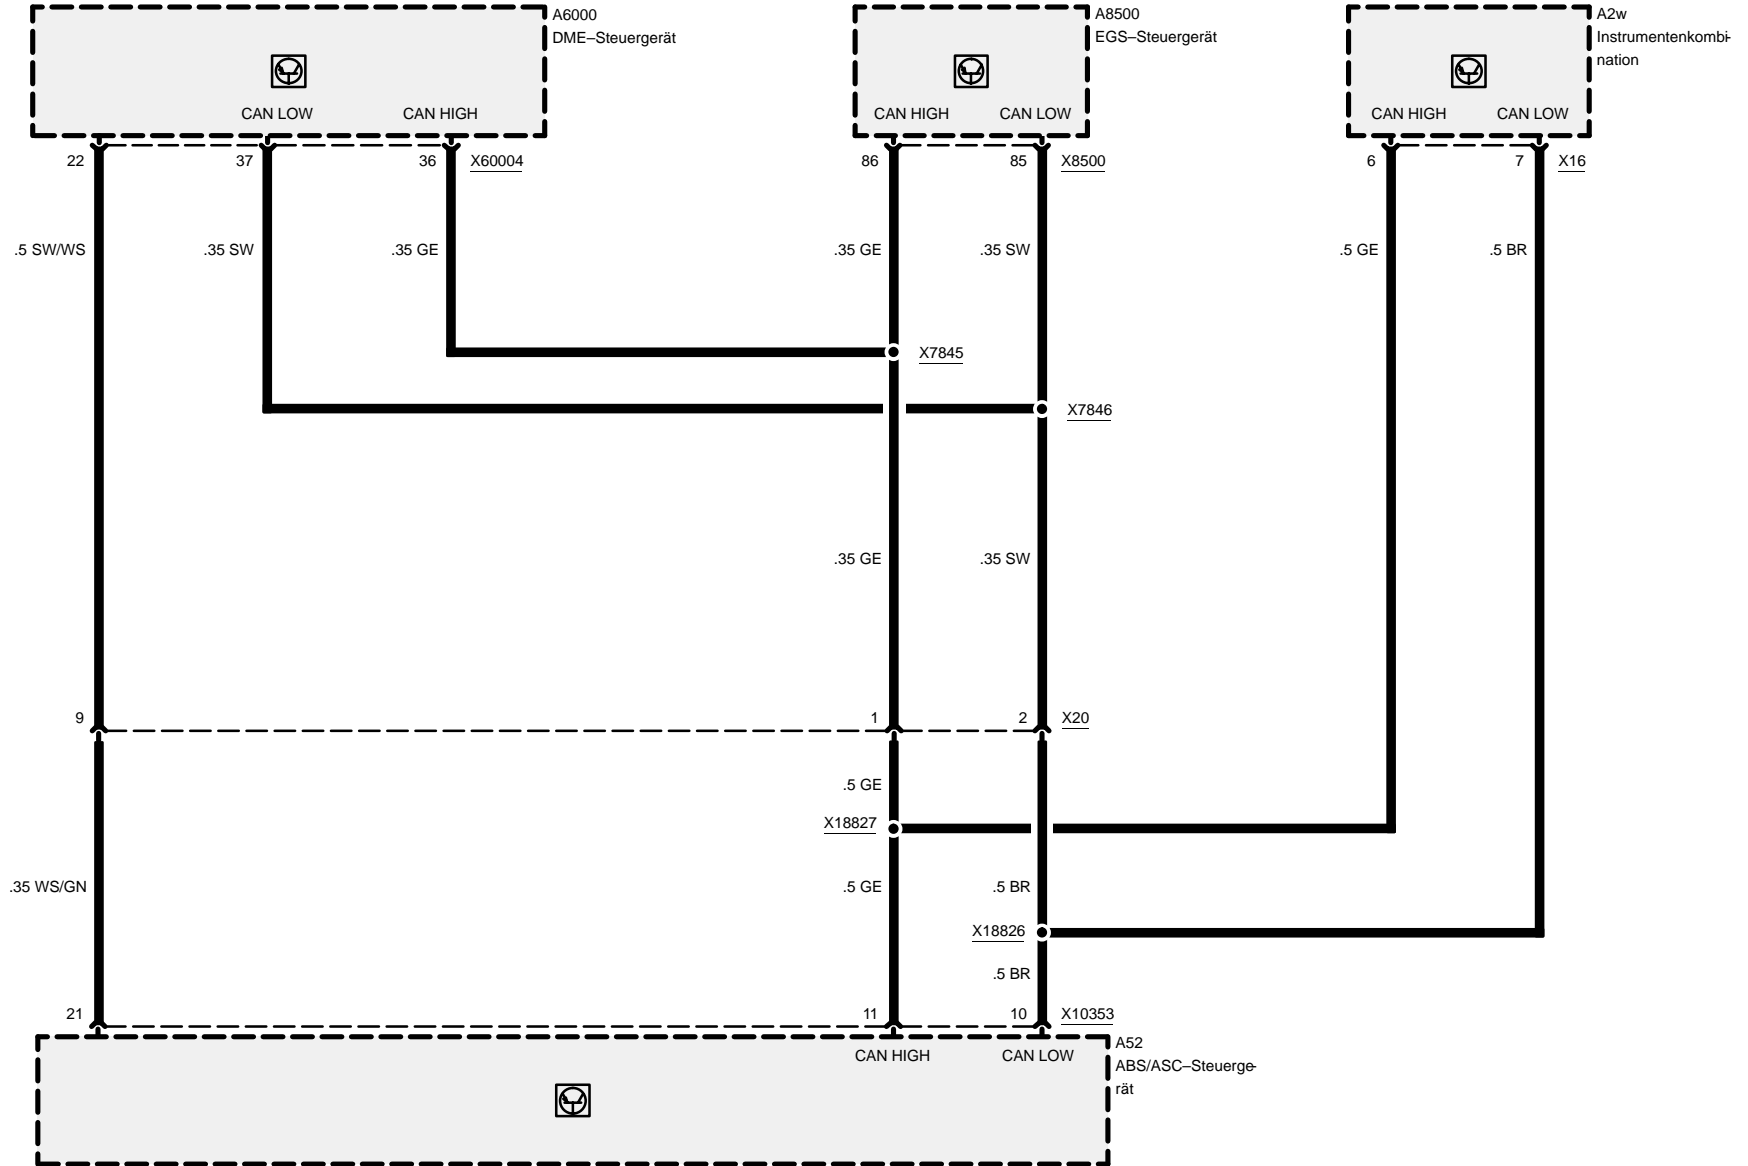 A6000
DME–Steuergerät
A8500
EGS–Steuergerät
A2w
Instrumentenkombi-
nation
CAN LOW
CAN HIGH
CAN HIGH
CAN LOW
CAN HIGH
CAN LOW
22
37
36
X60004
86
85
X8500
6
7
X16
.5 SW/WS
.35 SW
.35 GE
.35 GE
.35 SW
.5 GE
.5 BR
X7845
X7846
.35 GE
.35 SW
9
1
2
X20
.5 GE
X18827
.35 WS/GN
.5 GE
.5 BR
X18826
.5 BR
21
11
10
X10353
CAN HIGH
CAN LOW
A52
ABS/ASC–Steuerge-
rät